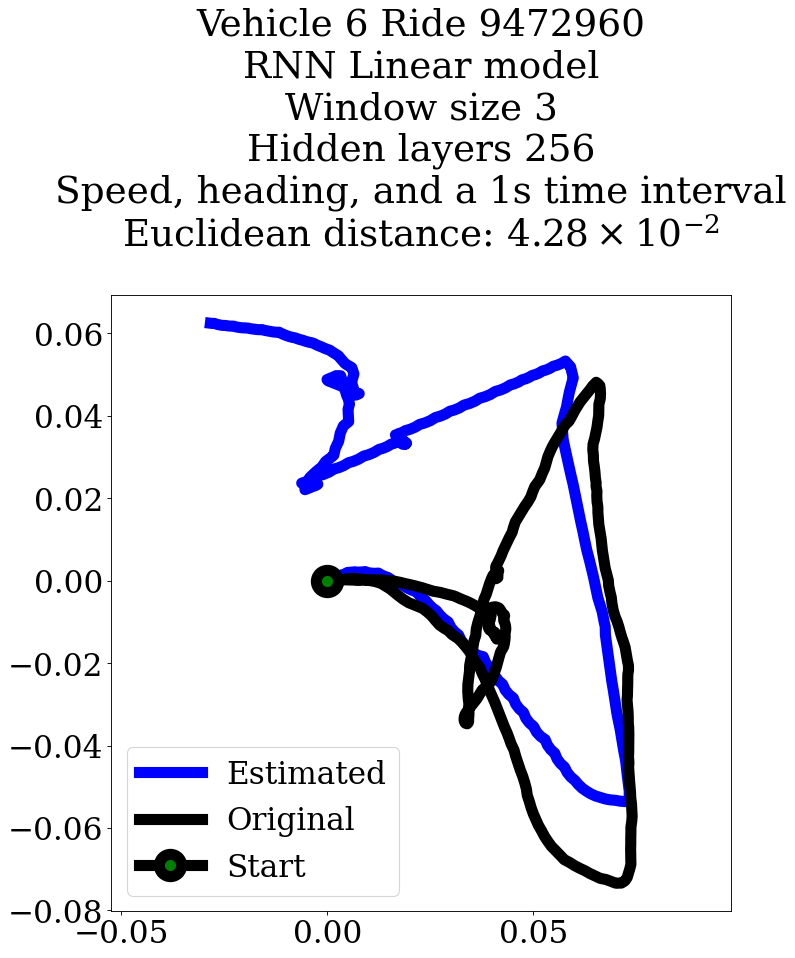 Vehicle 6 Ride 9472960
RNN Linear model
Window size 3
Hidden layers 256
Speed, heading, and a 1s time interval
Euclidean distance: 4.28 × 10⁻²
0.06
0.04
0.02
0.00
−0.02
−0.04
−0.06
−0.08
Estimated
Original
Start
−0.05
0.00
0.05